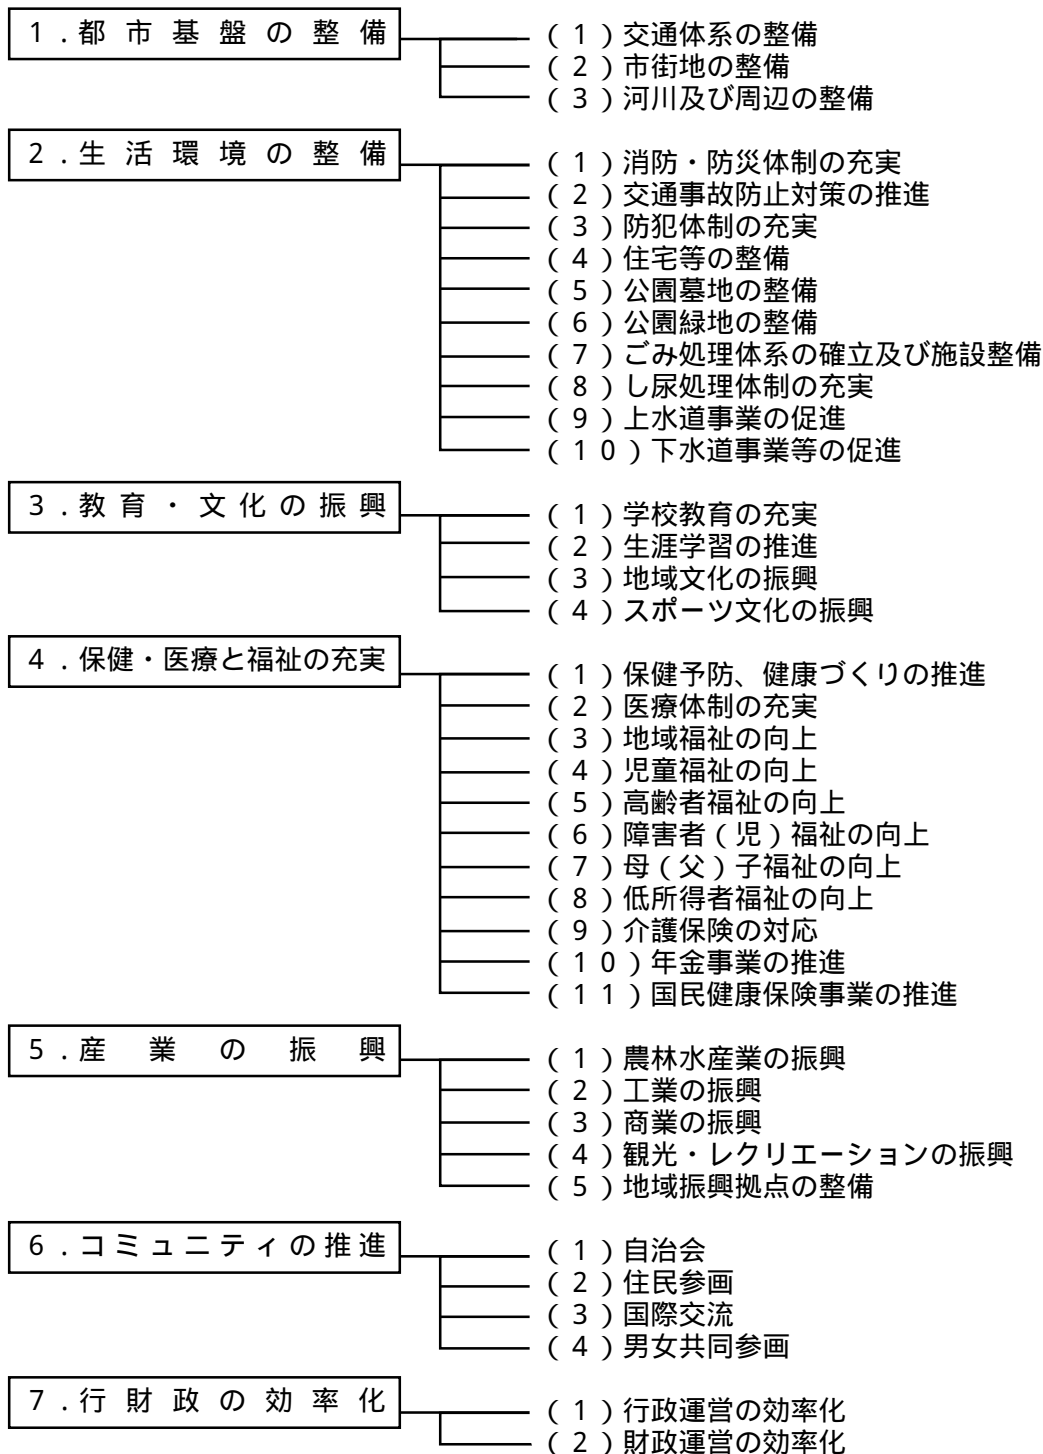 1.都市基盤の整備
(1)交通体系の整備
(2)市街地の整備
(3)河川及び周辺の整備
2.生活環境の整備
(1)消防・防災体制の充実
(2)交通事故防止対策の推進
(3)防犯体制の充実
(4)住宅等の整備
(5)公園墓地の整備
(6)公園緑地の整備
(7)ごみ処理体系の確立及び施設整備
(8)し尿処理体制の充実
(9)上水道事業の促進
(10)下水道事業等の促進
3.教育・文化の振興
(1)学校教育の充実
(2)生涯学習の推進
(3)地域文化の振興
(4)スポーツ文化の振興
4.保健・医療と福祉の充実
(1)保健予防、健康づくりの推進
(2)医療体制の充実
(3)地域福祉の向上
(4)児童福祉の向上
(5)高齢者福祉の向上
(6)障害者(児)福祉の向上
(7)母(父)子福祉の向上
(8)低所得者福祉の向上
(9)介護保険の対応
(10)年金事業の推進
(11)国民健康保険事業の推進
5.産業の振興
(1)農林水産業の振興
(2)工業の振興
(3)商業の振興
(4)観光・レクリエーションの振興
(5)地域振興拠点の整備
6.コミュニティの推進
(1)自治会
(2)住民参画
(3)国際交流
(4)男女共同参画
7.行財政の効率化
(1)行政運営の効率化
(2)財政運営の効率化